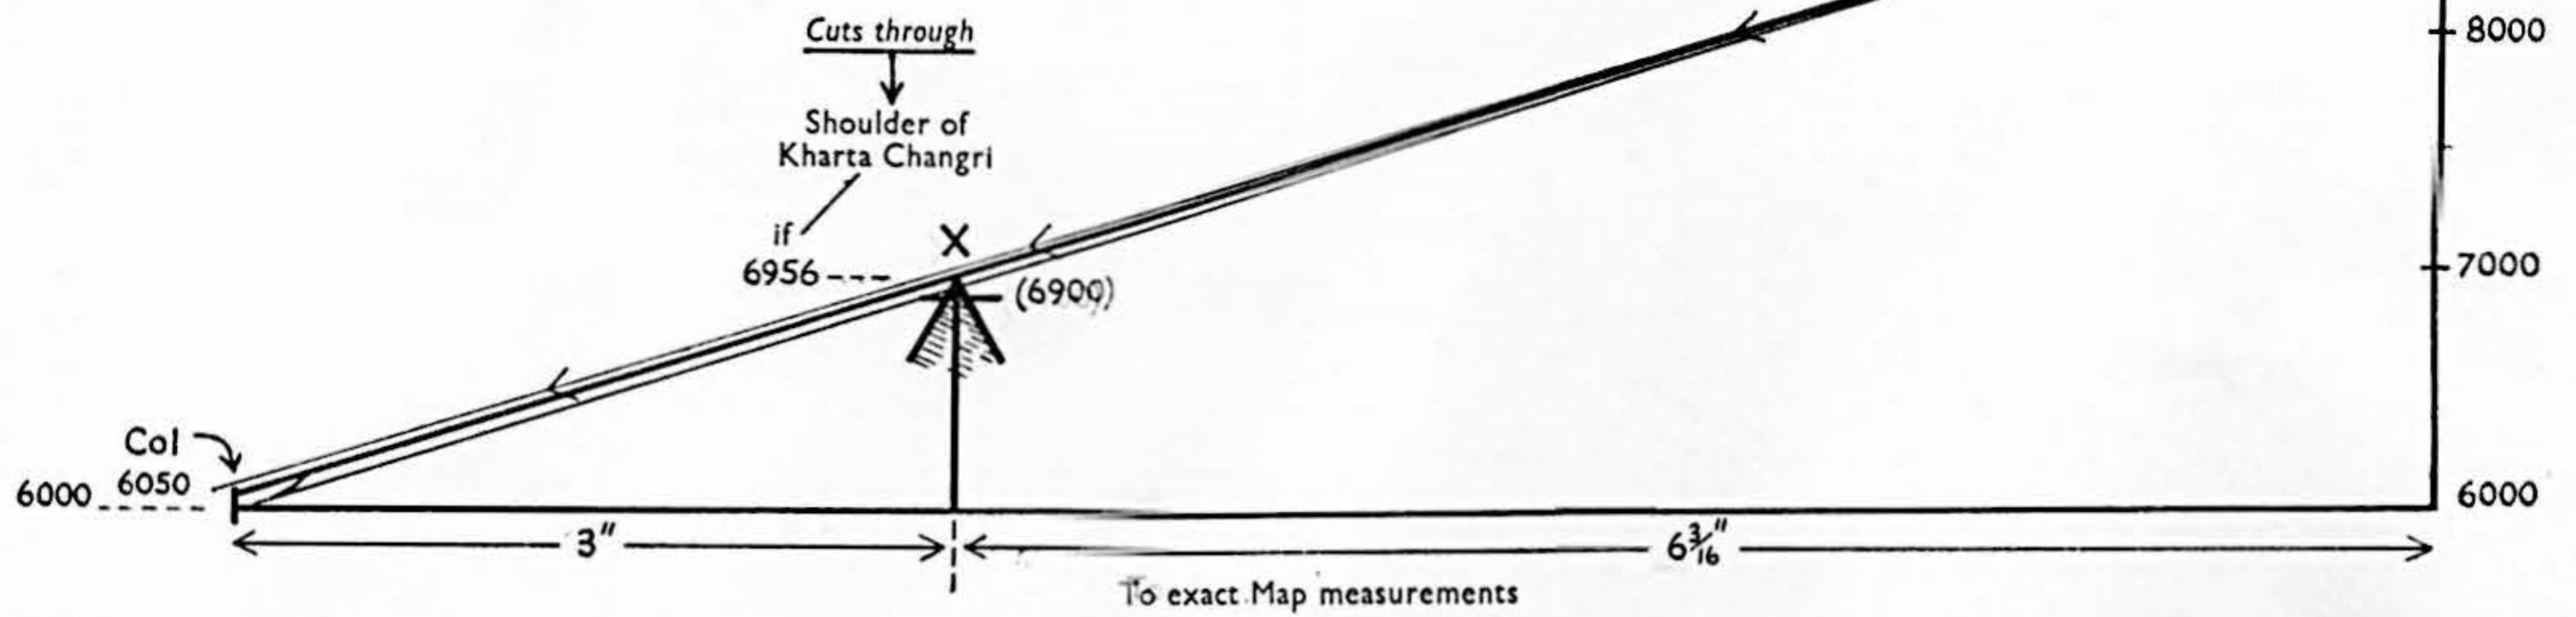 Cuts through
8000
Shoulder of
Kharta Changri
if
X
6956
(6900)
7000
Col
6050
6000
6000
3"
6 3/16"
To exact Map measurements